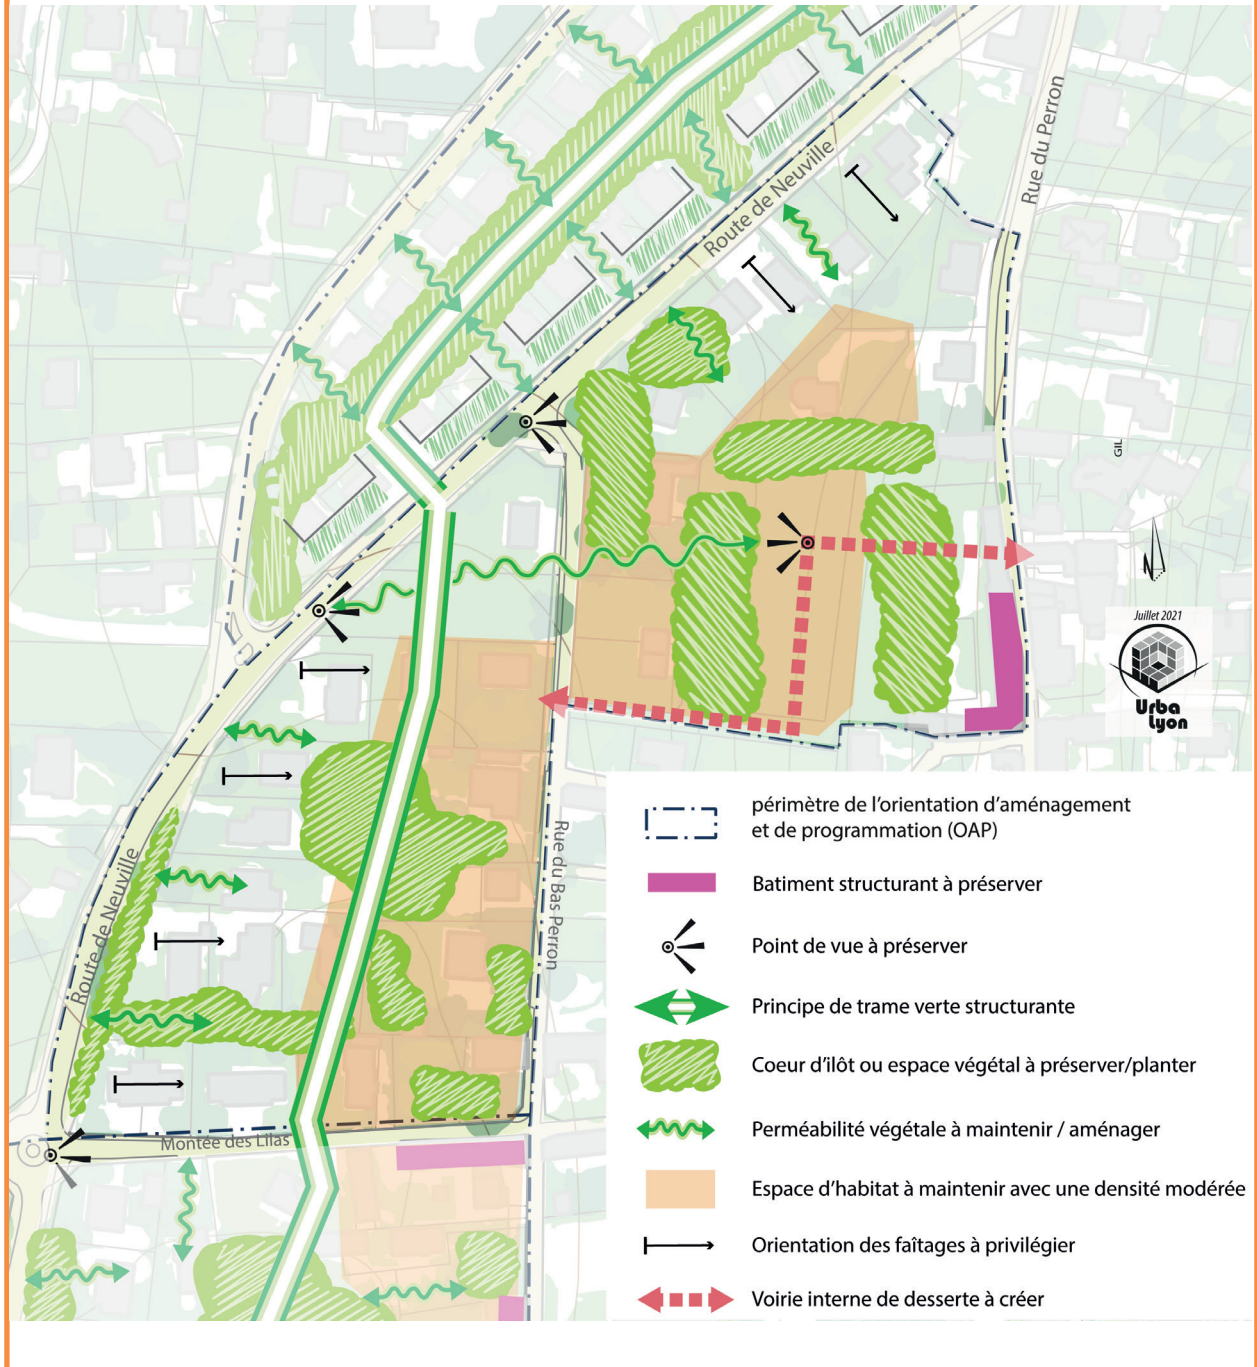 Rue du Perron
Route de Neuville
GIL
Juillet 2021
Urba
Lyon
N
Route de Neuville
Rue du Bas Perron
Montée des Lilas
périmètre de l'orientation d'aménagement
et de programmation (OAP)
Batiment structurant à préserver
Point de vue à préserver
Principe de trame verte structurante
Coeur d'ilôt ou espace végétal à préserver/planter
Perméabilité végétale à maintenir / aménager
Espace d'habitat à maintenir avec une densité modérée
Orientation des faîtages à privilégier
Voirie interne de desserte à créer